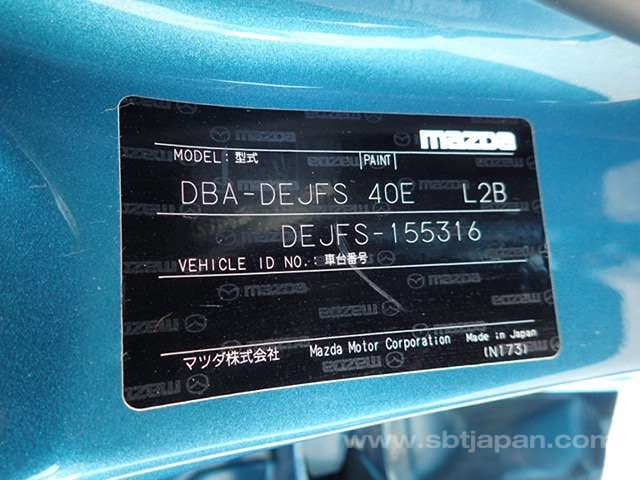 mazda
MODEL: 型式 PAINT
DBA-DEJFS 40E L2B
DEJFS-155316
VEHICLE ID NO.: 車台番号
マツダ株式会社 Mazda Motor Corporation Made in Japan
(N173)
www.sbtjapan.com